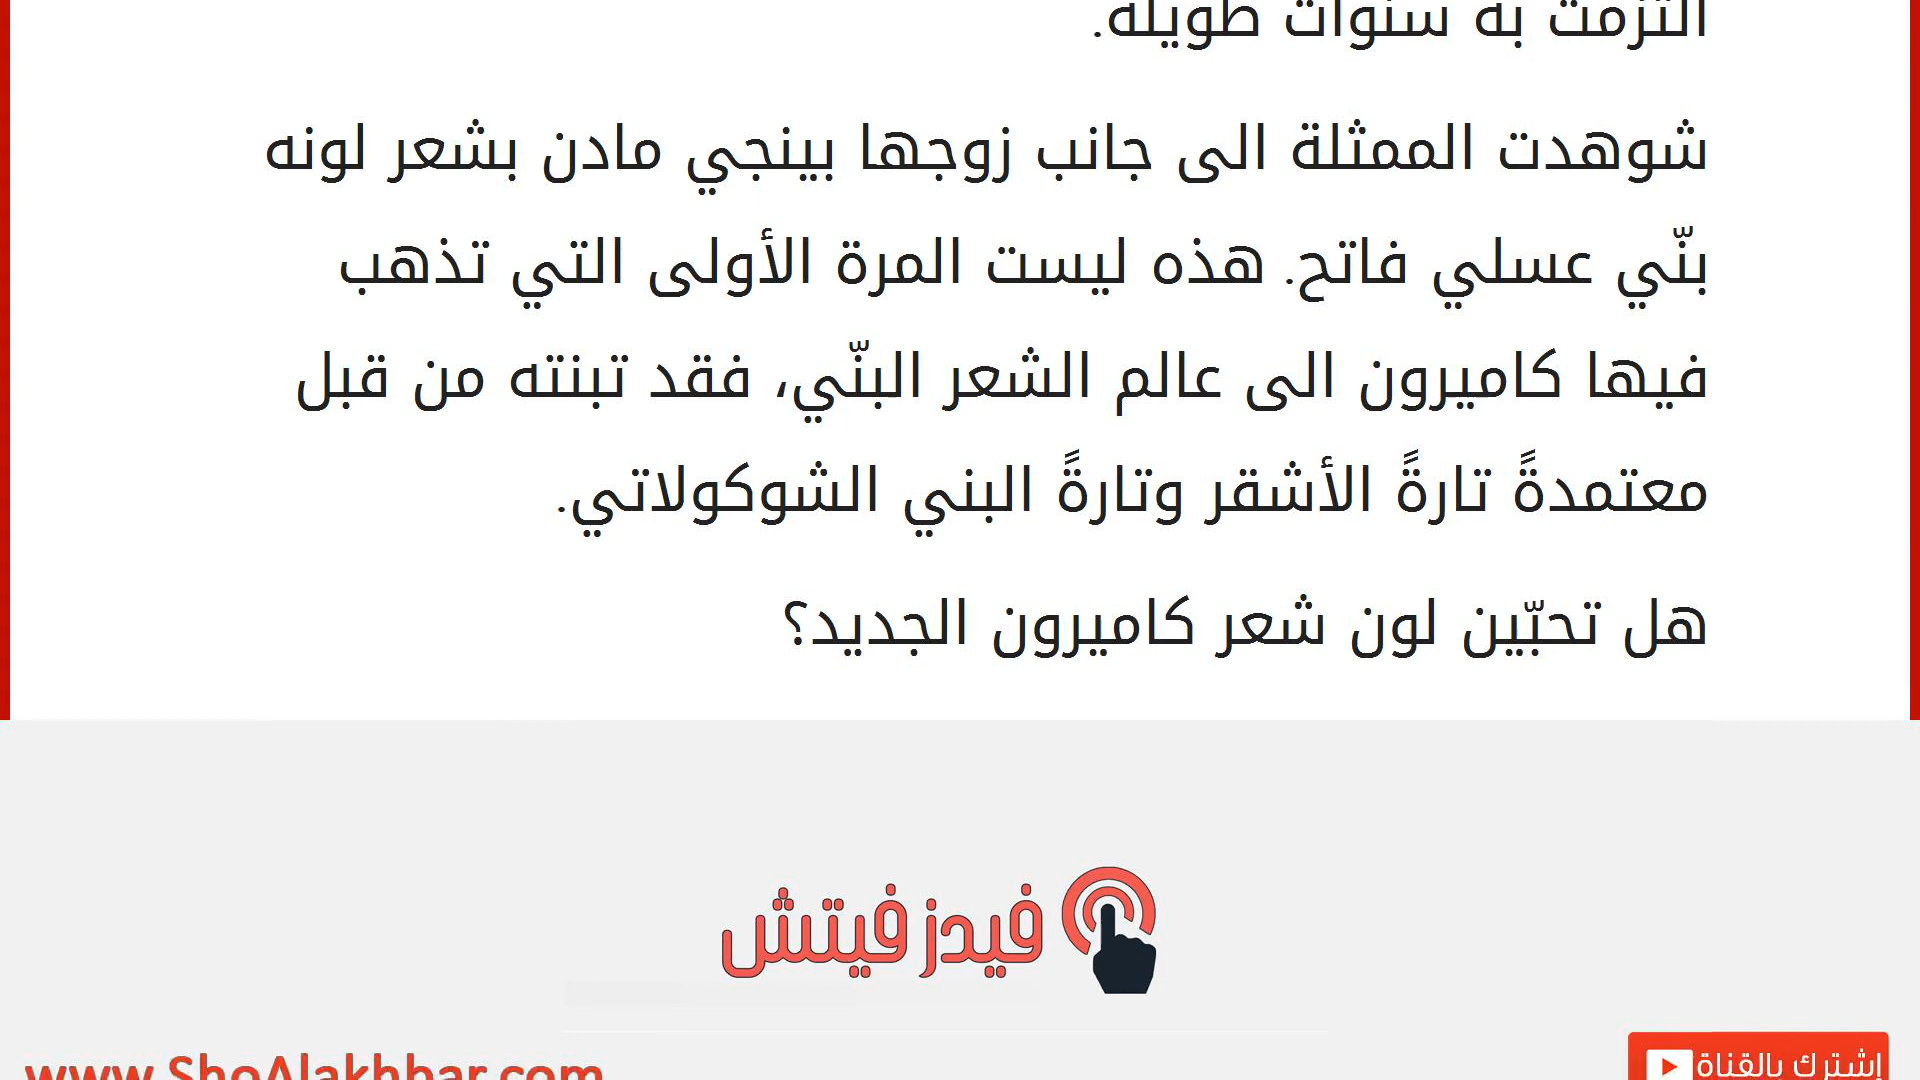 التزمت به سنوات طويلة.
شوهدت الممثلة الى جانب زوجها بينجي مادن بشعر لونه
بنّي عسلي فاتح. هذه ليست المرة الأولى التي تذهب
فيها كاميرون الى عالم الشعر البنّي، فقد تبنته من قبل
معتمدةً تارةً الأشقر وتارةً البني الشوكولاتي.
هل تحبّين لون شعر كاميرون الجديد؟
فيدز فيتش
www.ShoAlakhbar.com
إشترك بالقناة